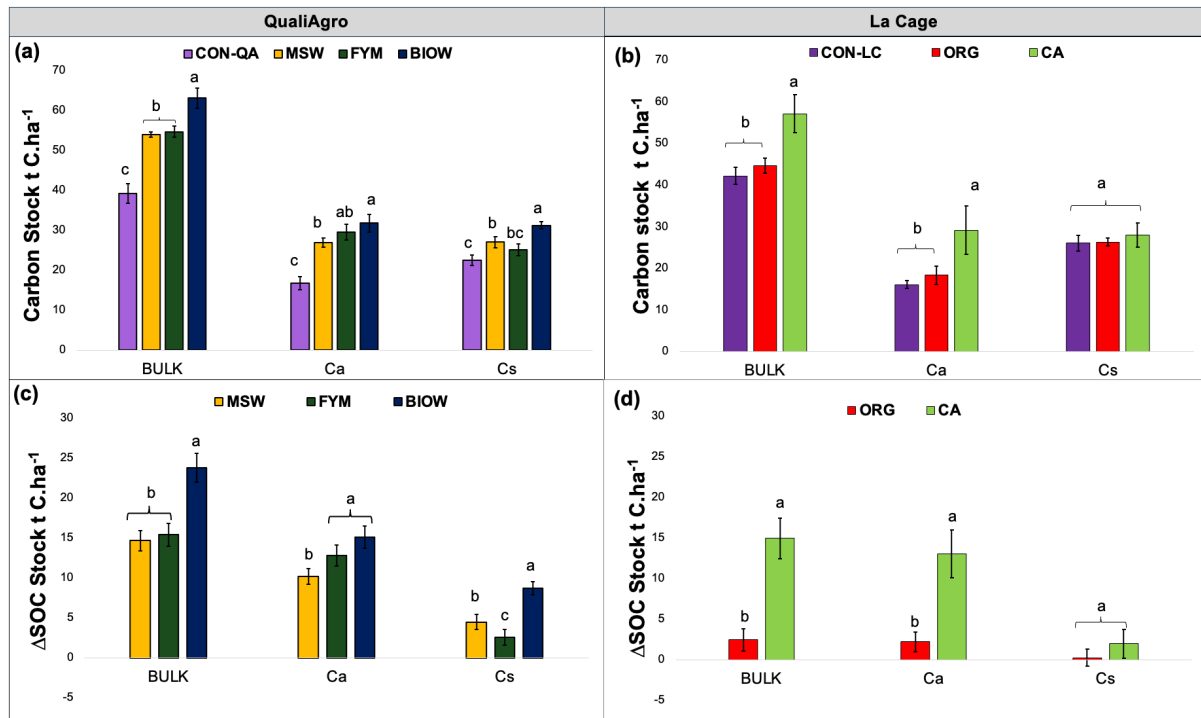 QualiAgro
La Cage
(a)
CON-QA MSW FYM BIOW
Carbon Stock t C.ha-1
70
60
50
40
30
20
10
0
c b a
c b ab a
c b bc a
BULK Ca Cs
(b)
CON-LC ORG CA
Carbon stock t C.ha-1
70
60
50
40
30
20
10
0
b a
b a
a
BULK Ca Cs
(c)
MSW FYM BIOW
ΔSOC Stock t C.ha-1
30
25
20
15
10
5
0
-5
b a
b a
b c a
BULK Ca Cs
(d)
ORG CA
ΔSOC Stock t C.ha-1
30
25
20
15
10
5
0
-5
b a
b a
a
BULK Ca Cs